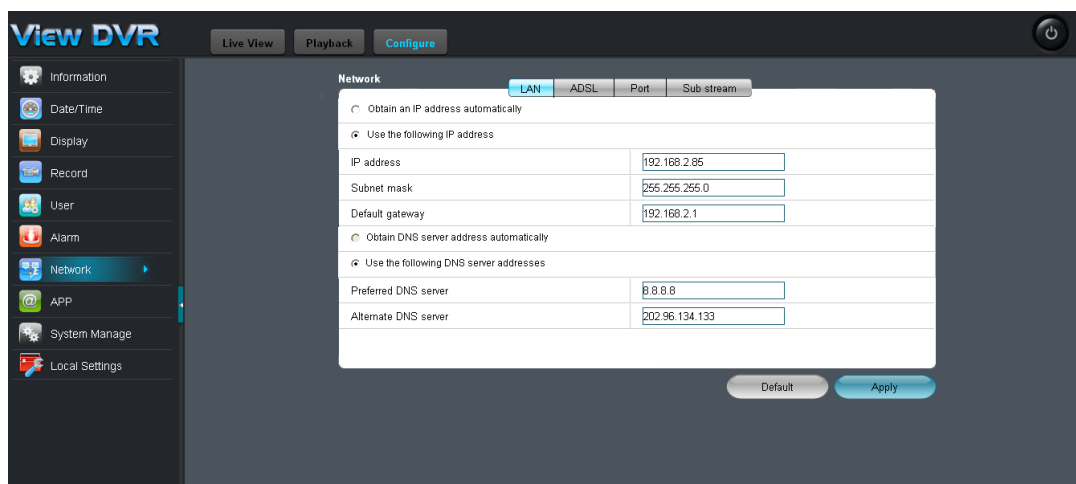 View DVR
Live View
Playback
Configure
Information
Date/Time
Display
Record
User
Alarm
Network
APP
System Manage
Local Settings
Network
LAN
ADSL
Port
Sub stream
Obtain an IP address automatically
Use the following IP address
IP address 192.168.2.85
Subnet mask 255.255.255.0
Default gateway 192.168.2.1
Obtain DNS server address automatically
Use the following DNS server addresses
Preferred DNS server 8.8.8.8
Alternate DNS server 202.96.134.133
Default
Apply